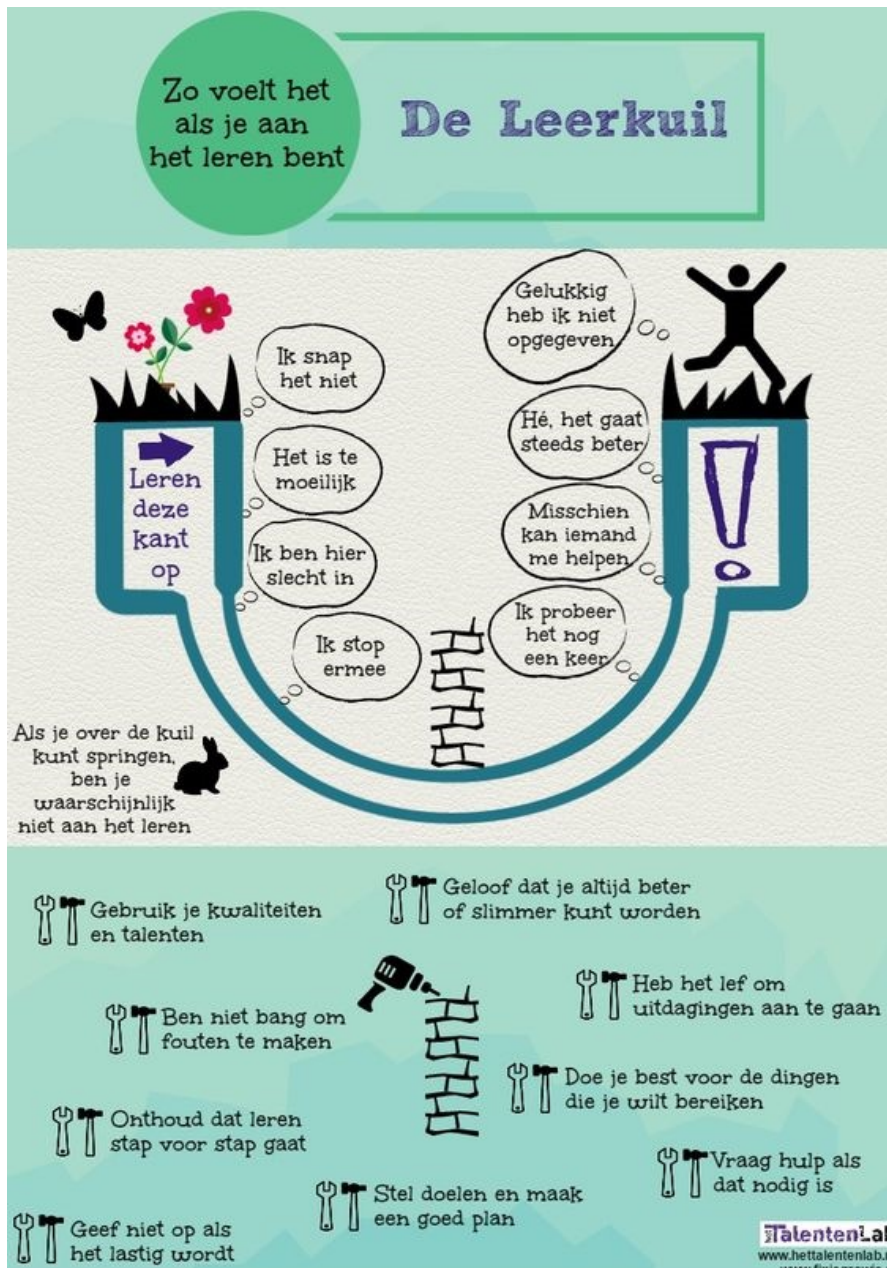 Zo voelt het
als je aan
het leren bent
De Leerkuil
Ik snap
het niet
Het is te
moeilijk
Ik ben hier
slecht in
Ik stop
ermee
Leren
deze
kant
op
Gelukkig
heb ik niet
opgegeven
Hé, het gaat
steeds beter
Misschien
kan iemand
me helpen
Ik probeer
het nog
een keer
!
Als je over de kuil
kunt springen,
ben je
waarschijnlijk
niet aan het leren
Gebruik je kwaliteiten
en talenten
Geloof dat je altijd beter
of slimmer kunt worden
Ben niet bang om
fouten te maken
Heb het lef om
uitdagingen aan te gaan
Onthoud dat leren
stap voor stap gaat
Doe je best voor de dingen
die je wilt bereiken
Geef niet op als
het lastig wordt
Stel doelen en maak
een goed plan
Vraag hulp als
dat nodig is
TalentenLa
www.hettalentenlab.n